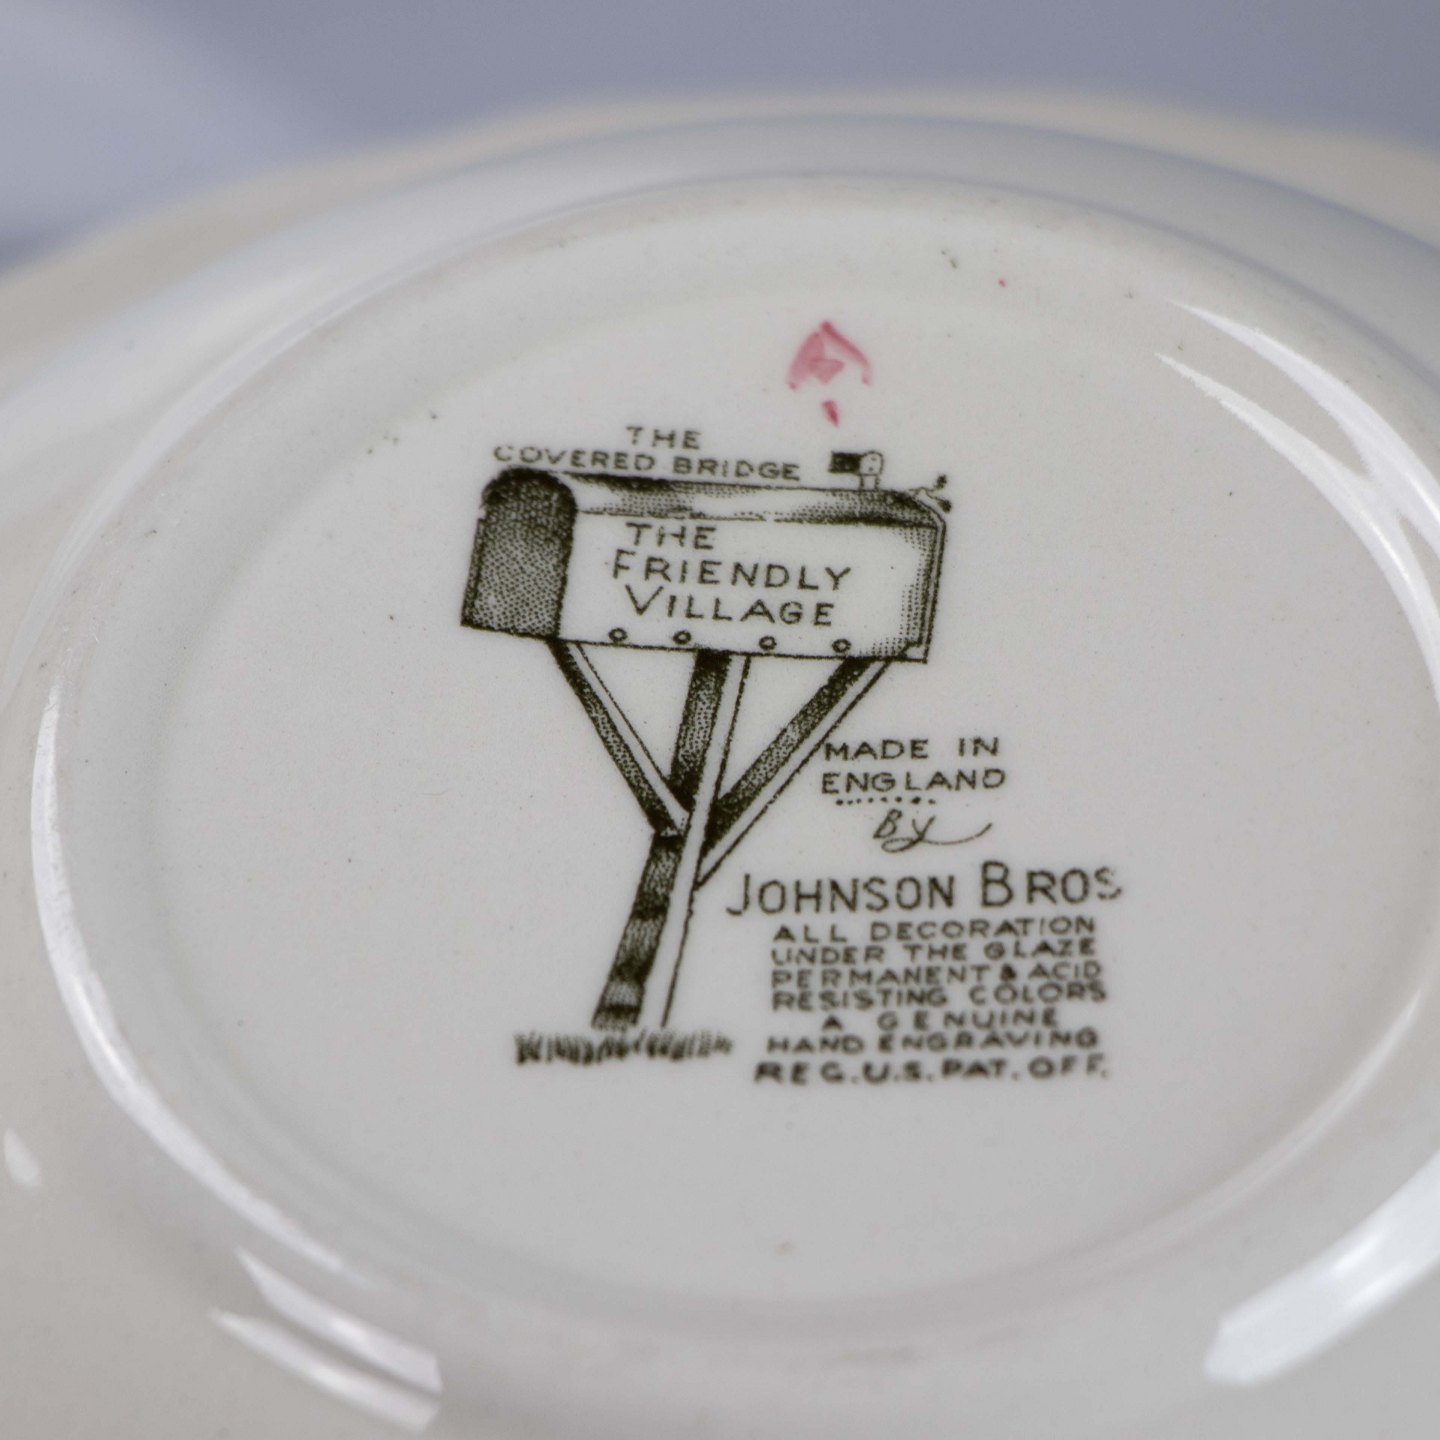 THE
COVERED BRIDGE
THE
FRIENDLY
VILLAGE
MADE IN
ENGLAND
By
JOHNSON BROS
ALL DECORATION
UNDER THE GLAZE
PERMANENT & ACID
RESISTING COLORS
A GENUINE
HAND ENGRAVING
REG.U.S.PAT.OFF.